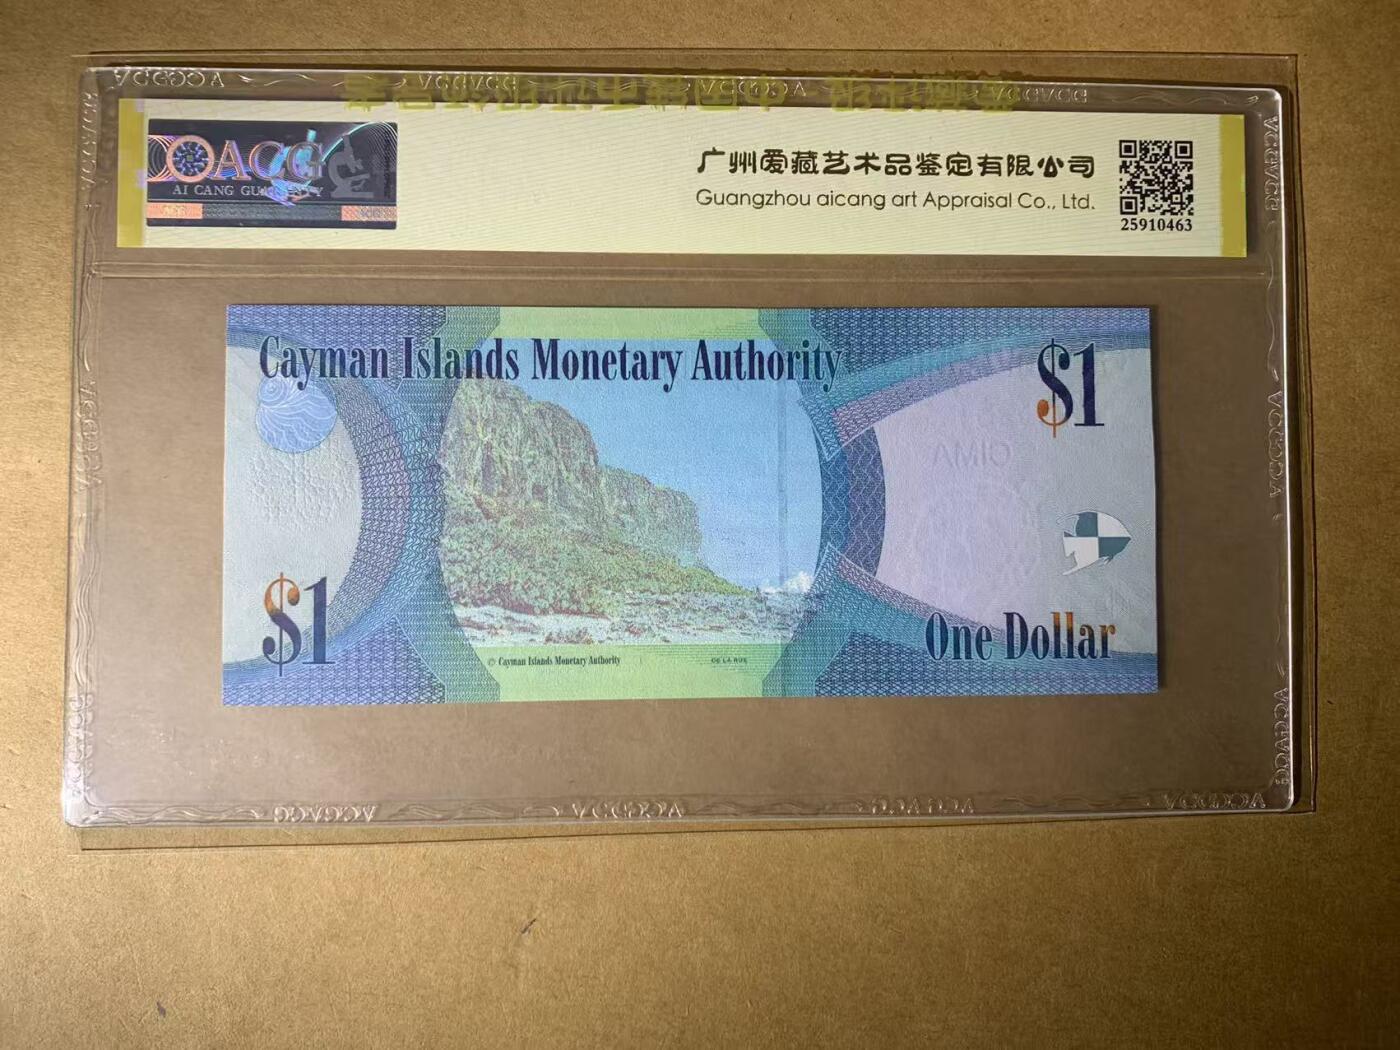 ACG
AI CANG GUARANTY
广州爱藏艺术品鉴定有限公司
Guangzhou aicang art Appraisal Co., Ltd.
25910463
Cayman Islands Monetary Authority
$1
$1
One Dollar
© Cayman Islands Monetary Authority
DE LA RUE